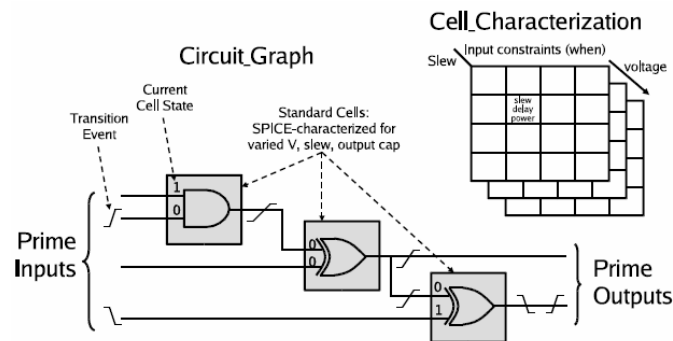 Cell_Characterization
Circuit_Graph
Input constraints (when)
Slew
voltage
slew
delay
power
Current
Cell State
Transition
Event
Standard Cells:
SPICE-characterized for
varied V, slew, output cap
1
0
0
0
0
1
Prime
Inputs
Prime
Outputs